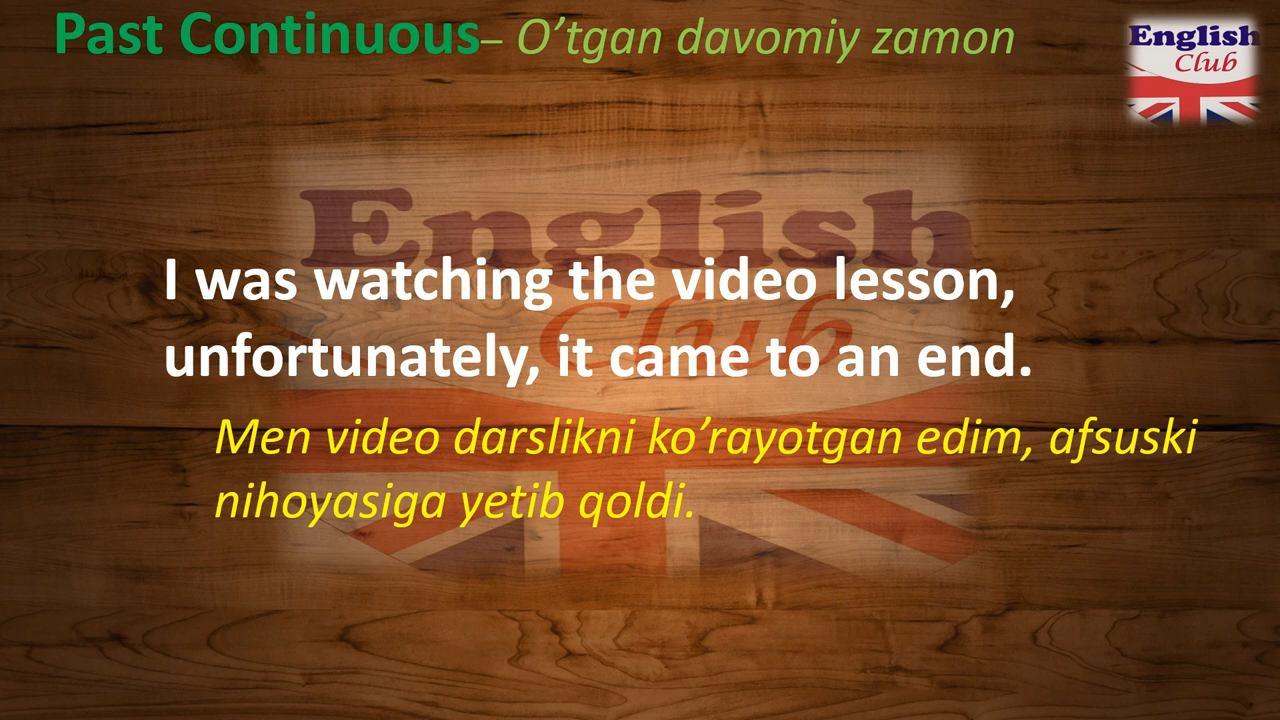 Past Continuous– O’tgan davomiy zamon
English
Club
English
Club
I was watching the video lesson,
unfortunately, it came to an end.
Men video darslikni ko’rayotgan edim, afsuski
nihoyasiga yetib qoldi.